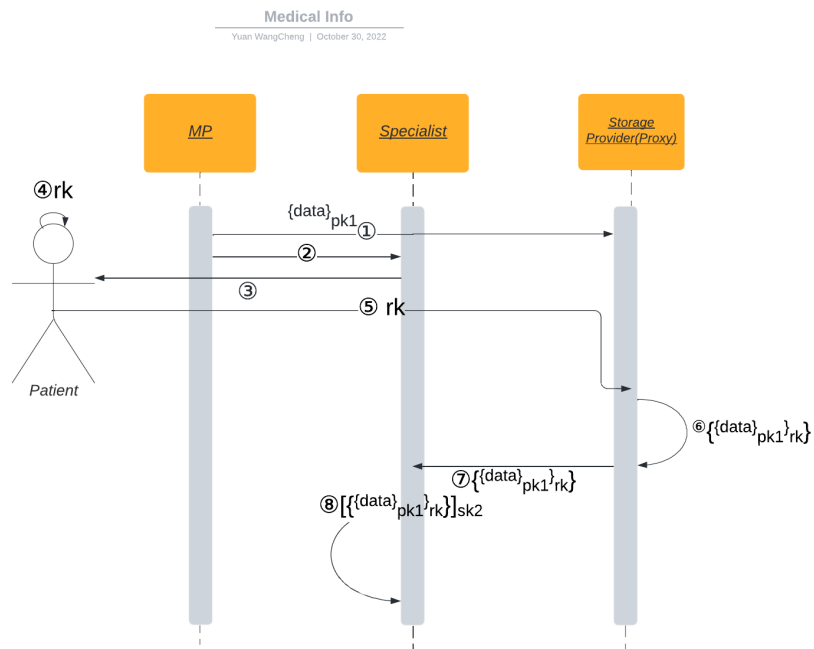 Medical Info
Yuan WangCheng | October 30, 2022
MP
Specialist
Storage
Provider(Proxy)
④rk
{data}pk1
①
②
③
⑤ rk
Patient
⑥{{data}pk1}rk}
⑦{{data}pk1}rk}
⑧[{{data}pk1}rk}]sk2